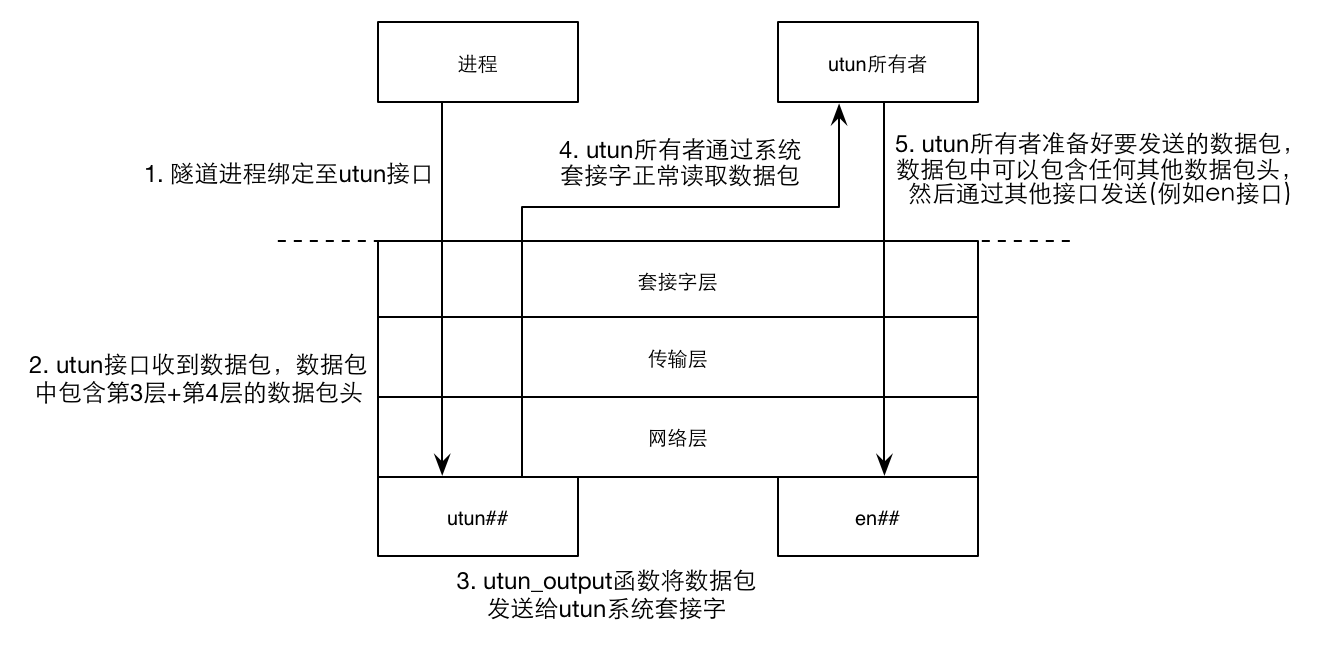 进程
utun所有者
1. 隧道进程绑定至utun接口
4. utun所有者通过系统
套接字正常读取数据包
5. utun所有者准备好要发送的数据包，
数据包中可以包含任何其他数据包头，
然后通过其他接口发送(例如en接口)
套接字层
传输层
2. utun接口收到数据包，数据包
中包含第3层+第4层的数据包头
网络层
utun##
en##
3. utun_output函数将数据包
发送给utun系统套接字